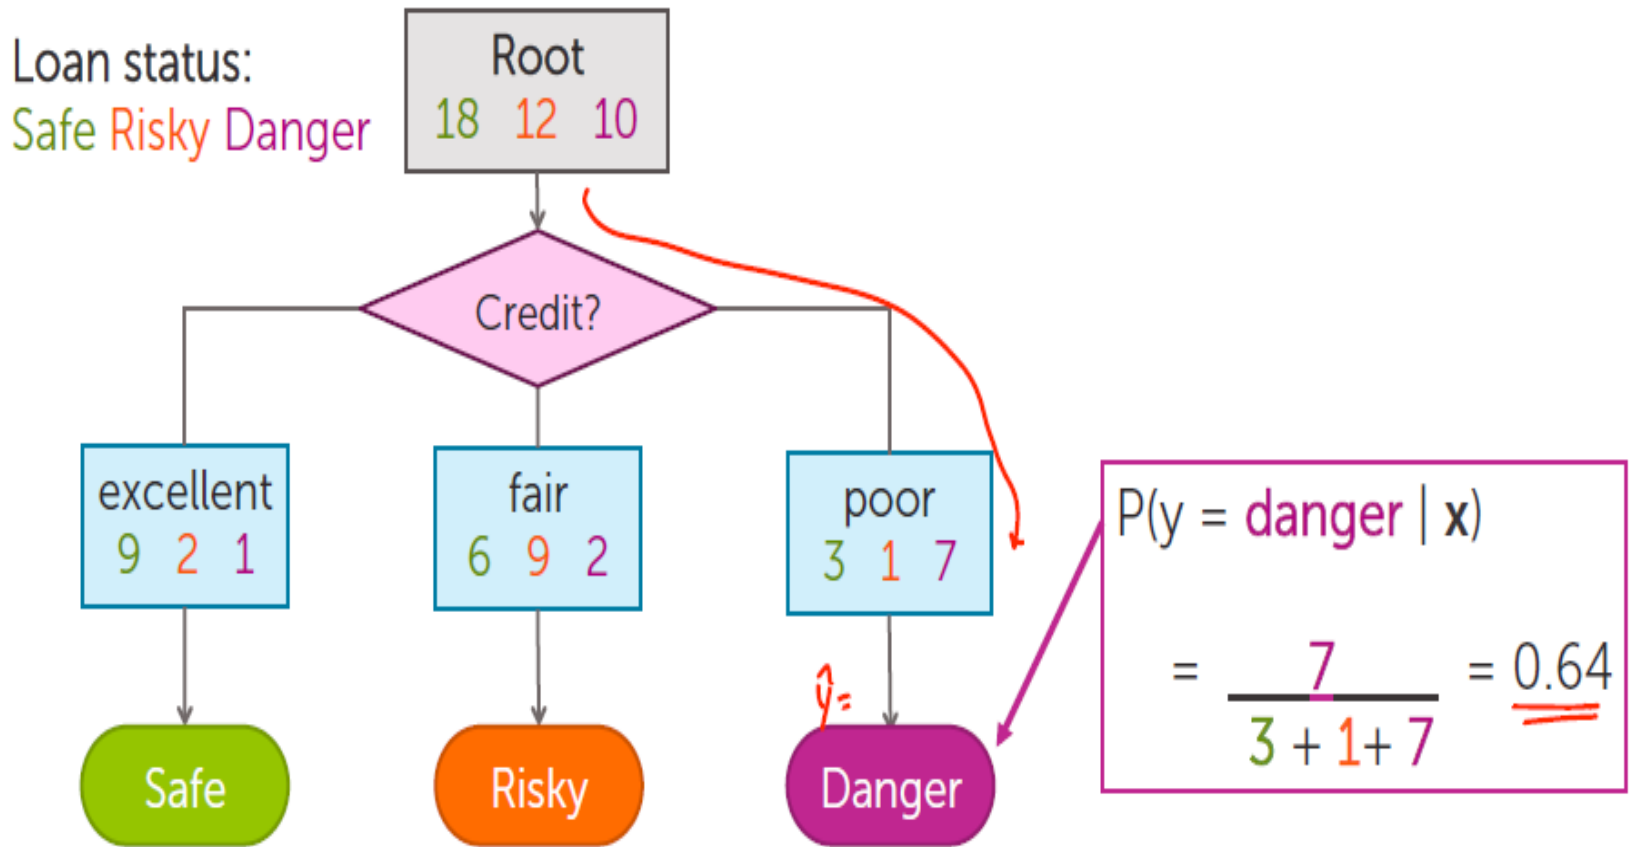 Loan status:
Safe Risky Danger
Root
18 12 10
Credit?
excellent
9 2 1
fair
6 9 2
poor
3 1 7
P(y = danger | x)
= 7 / 3 + 1 + 7 = 0.64
ŷ =
Safe
Risky
Danger